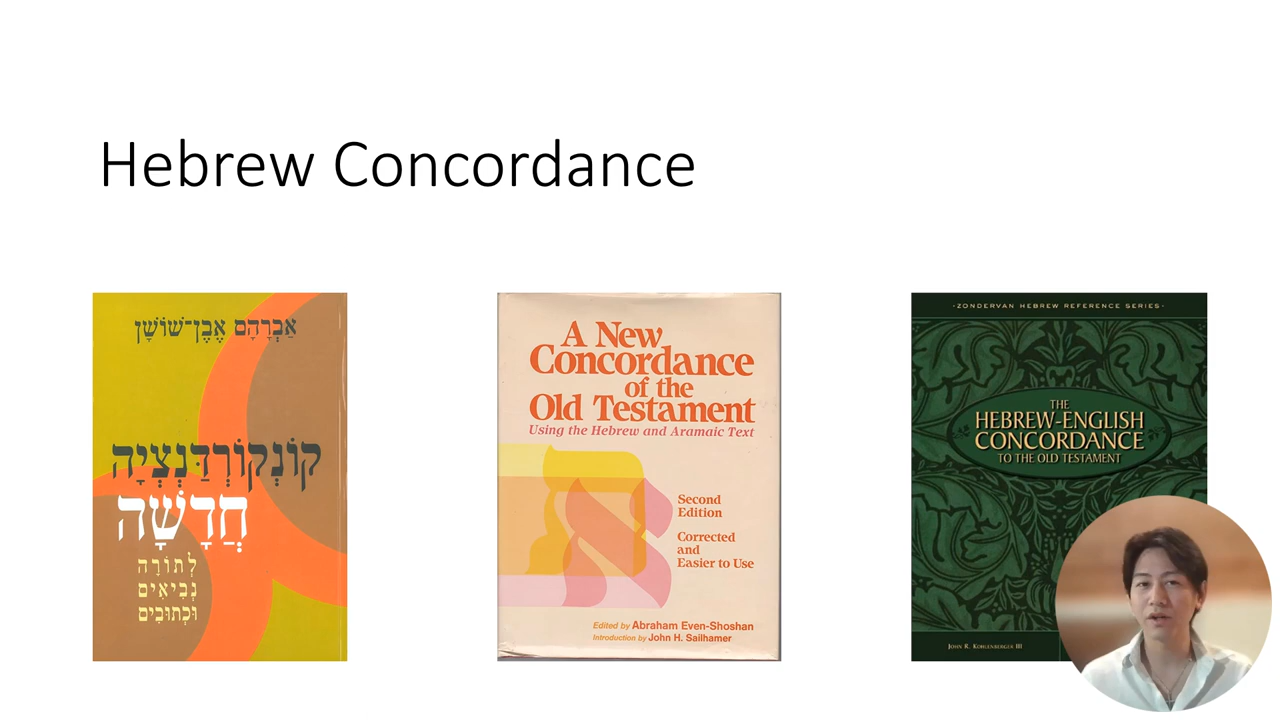 Hebrew Concordance
אַבְרָהָם אֶבֶן־שׁוֹשָׁן
קוֹנְקוֹרְדַּנְצְיָה
חֲדָשָׁה
לְתוֹרָה
נְבִיאִים
וּכְתוּבִים
A New
Concordance
of the
Old Testament
Using the Hebrew and Aramaic Text
Second
Edition
Corrected
and
Easier to Use
Edited by Abraham Even-Shoshan
Introduction by John H. Sailhamer
·ZONDERVAN HEBREW REFERENCE SERIES·
THE
HEBREW-ENGLISH
CONCORDANCE
TO THE OLD TESTAMENT
JOHN R. KOHLENBERGER III